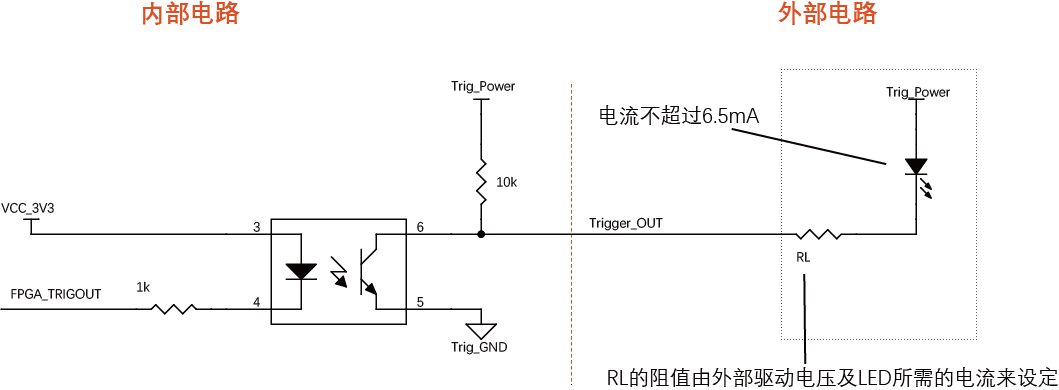 内部电路
外部电路
Trig_Power
Trig_Power
电流不超过6.5mA
10k
VCC_3V3
3
6
Trigger_OUT
RL
1k
FPGA_TRIGOUT
4
5
Trig_GND
RL的阻值由外部驱动电压及LED所需的电流来设定